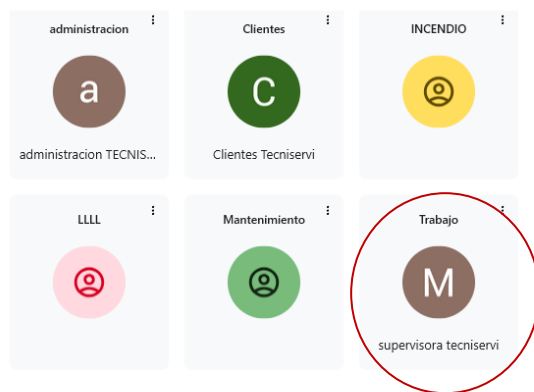 administracion
Clientes
INCENDIO
a
C
administracion TECNIS...
Clientes Tecniservi
LLLL
Mantenimiento
Trabajo
M
supervisora tecniservi